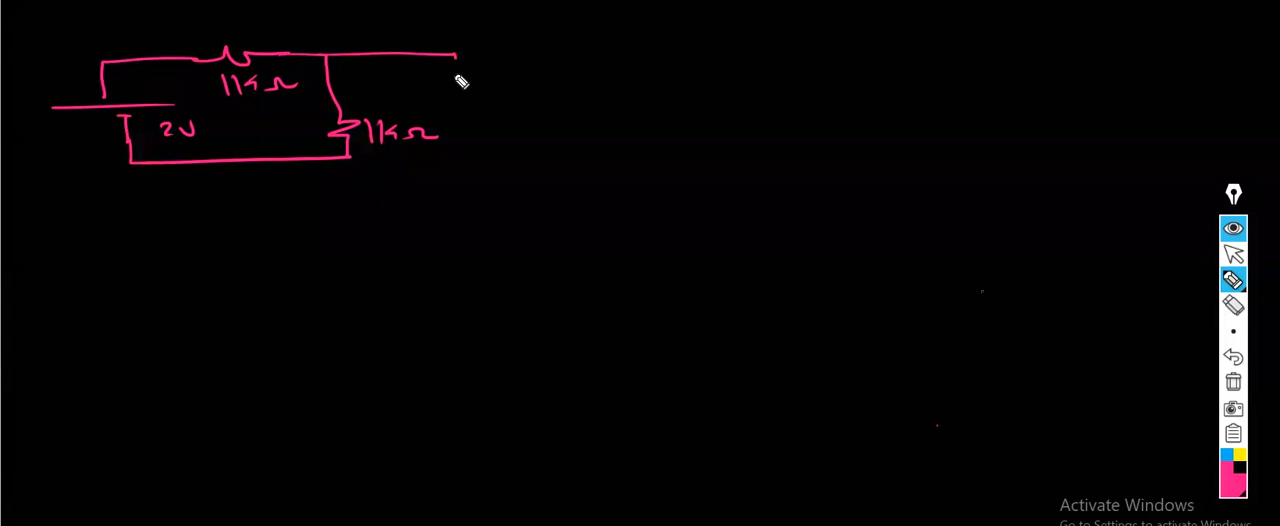 1KΩ
2V
1KΩ
Activate Windows
Go to Settings to activate Windows